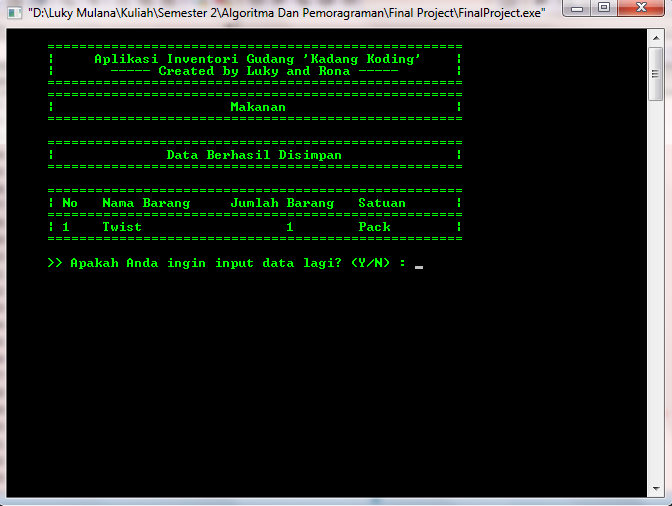 "D:\Luky Mulana\Kuliah\Semester 2\Algoritma Dan Pemoragraman\Final Project\FinalProject.exe"
====================================================
¦ Aplikasi Inventori Gudang 'Kadang Koding' ¦
¦ ----- Created by Luky and Rona ----- ¦
====================================================
====================================================
¦ Makanan ¦
====================================================
====================================================
¦ Data Berhasil Disimpan ¦
====================================================
====================================================
¦ No Nama Barang Jumlah Barang Satuan ¦
====================================================
¦ 1 Twist 1 Pack ¦
====================================================
>> Apakah Anda ingin input data lagi? (Y/N) : _